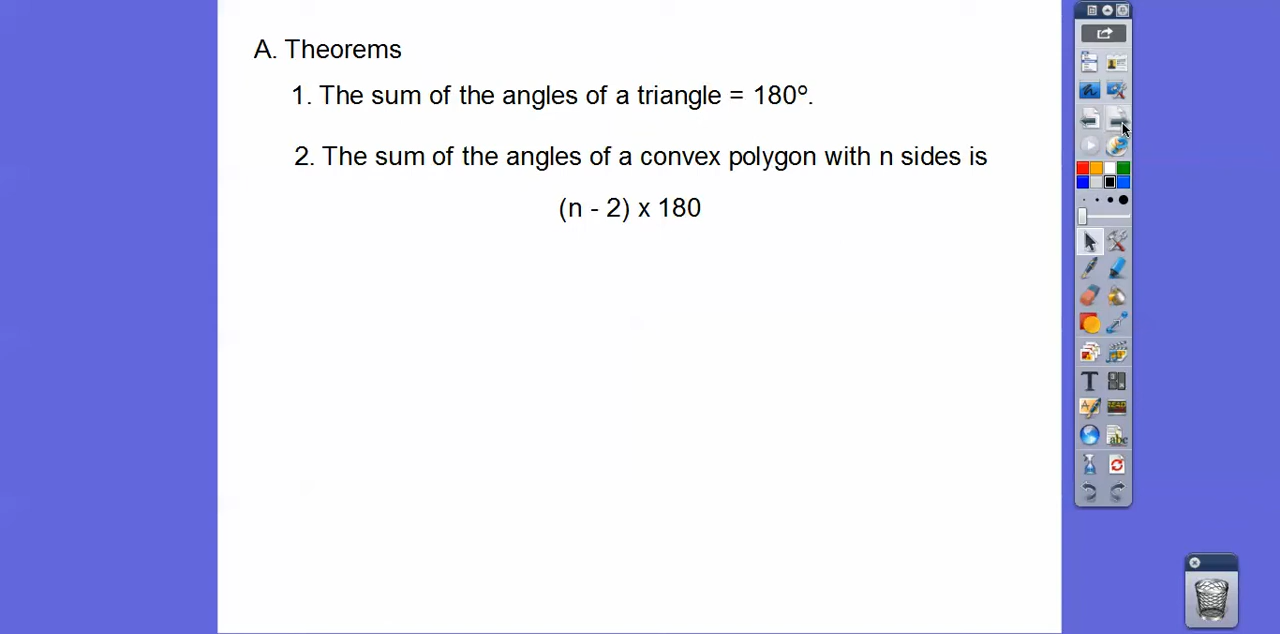 A. Theorems
1. The sum of the angles of a triangle = 180º.
2. The sum of the angles of a convex polygon with n sides is
(n - 2) x 180